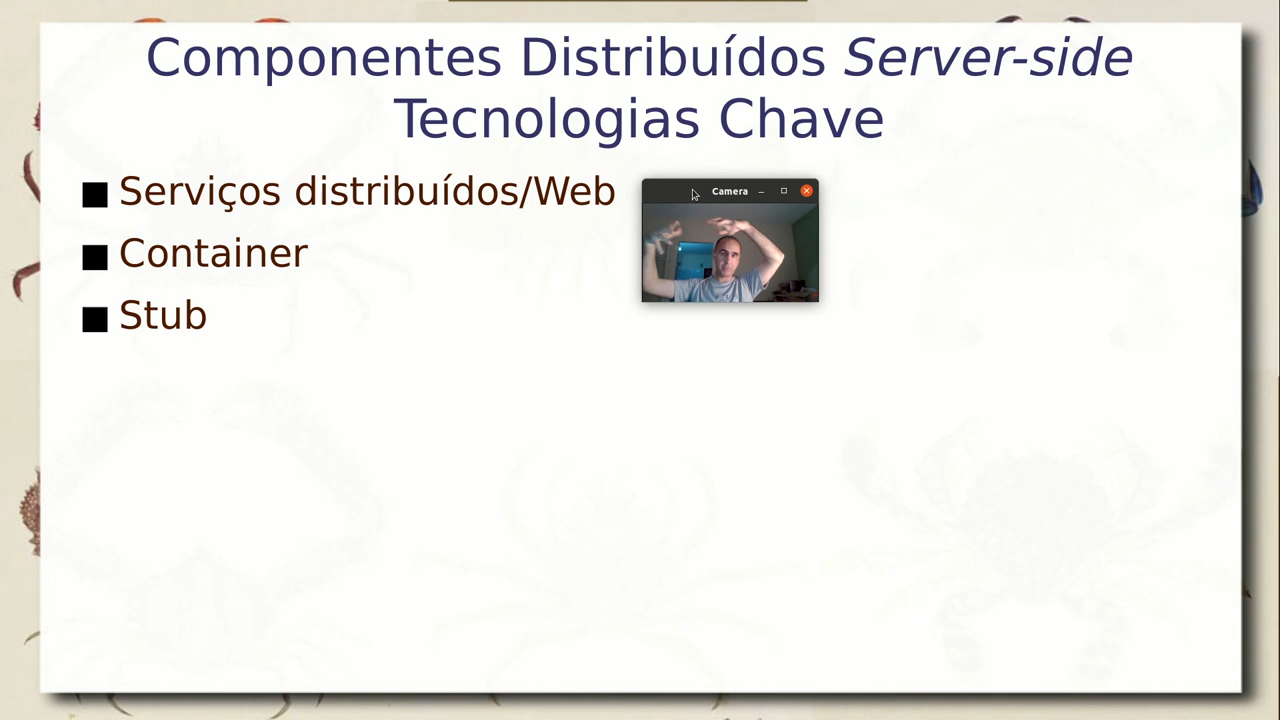 Componentes Distribuídos Server-side
Tecnologias Chave
Serviços distribuídos/Web
Container
Stub
Camera